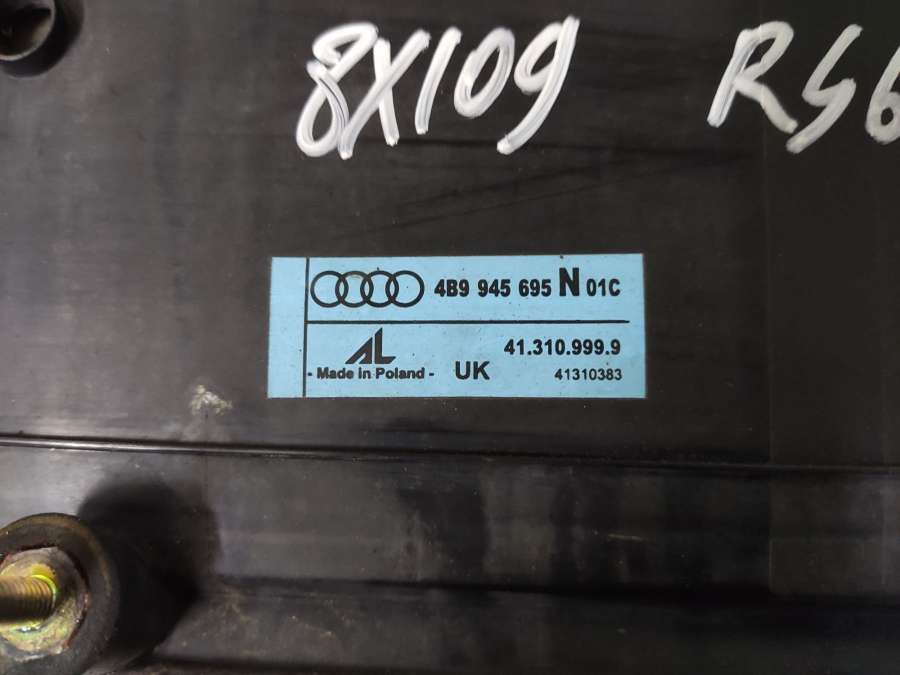 8X109 RS6
4B9 945 695 N 01C
AL 41.310.999.9
- Made in Poland - UK 41310383